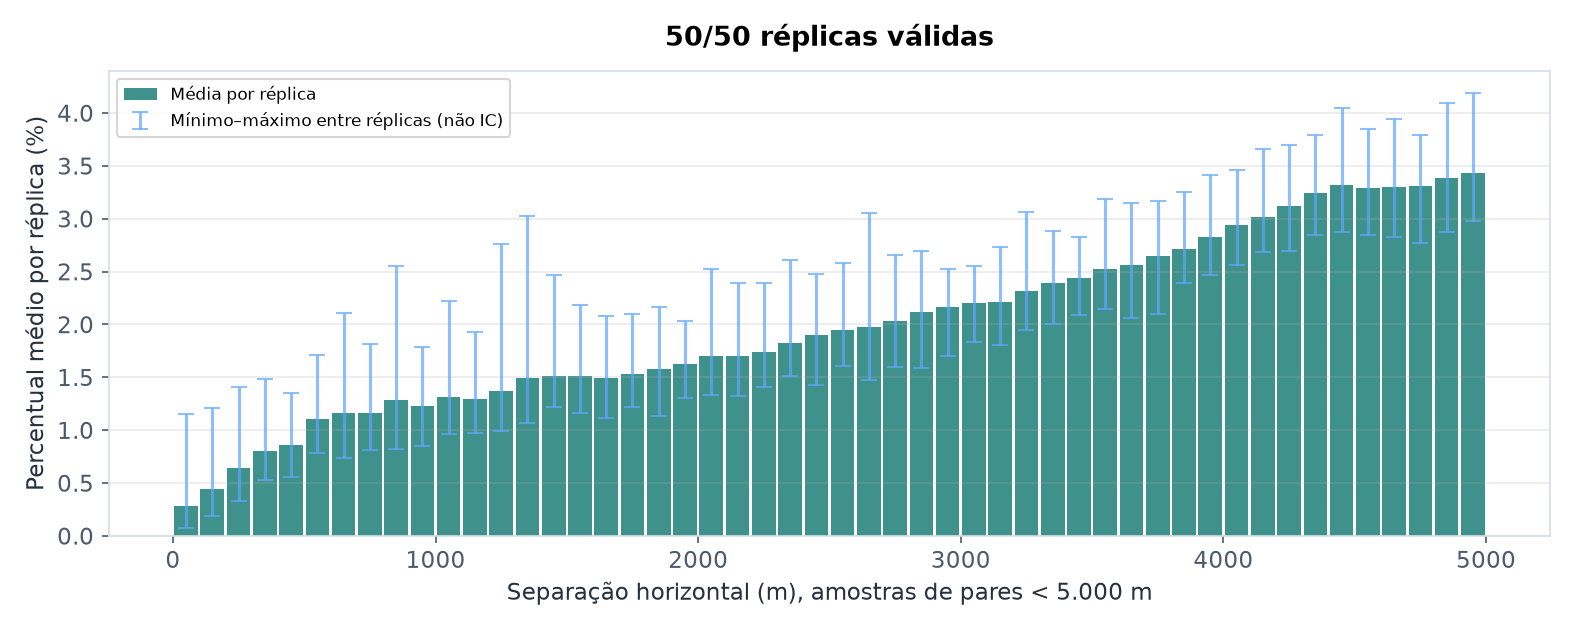 50/50 réplicas válidas
Média por réplica
Mínimo–máximo entre réplicas (não IC)
Percentual médio por réplica (%)
4.0
3.5
3.0
2.5
2.0
1.5
1.0
0.5
0.0
0 1000 2000 3000 4000 5000
Separação horizontal (m), amostras de pares < 5.000 m